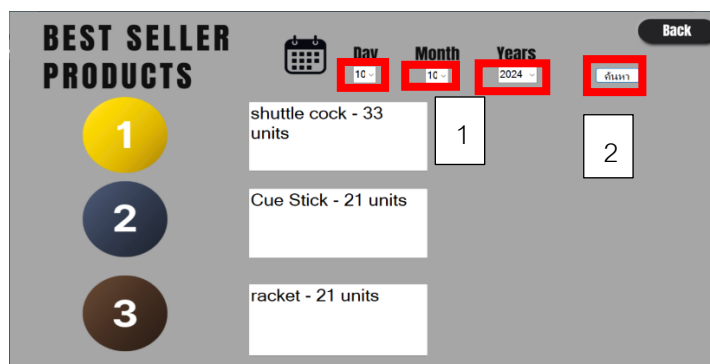 BEST SELLER
PRODUCTS
Back
Day
Month
Years
10
10
2024
ค้นหา
1
shuttle cock - 33
units
1
2
2
Cue Stick - 21 units
3
racket - 21 units